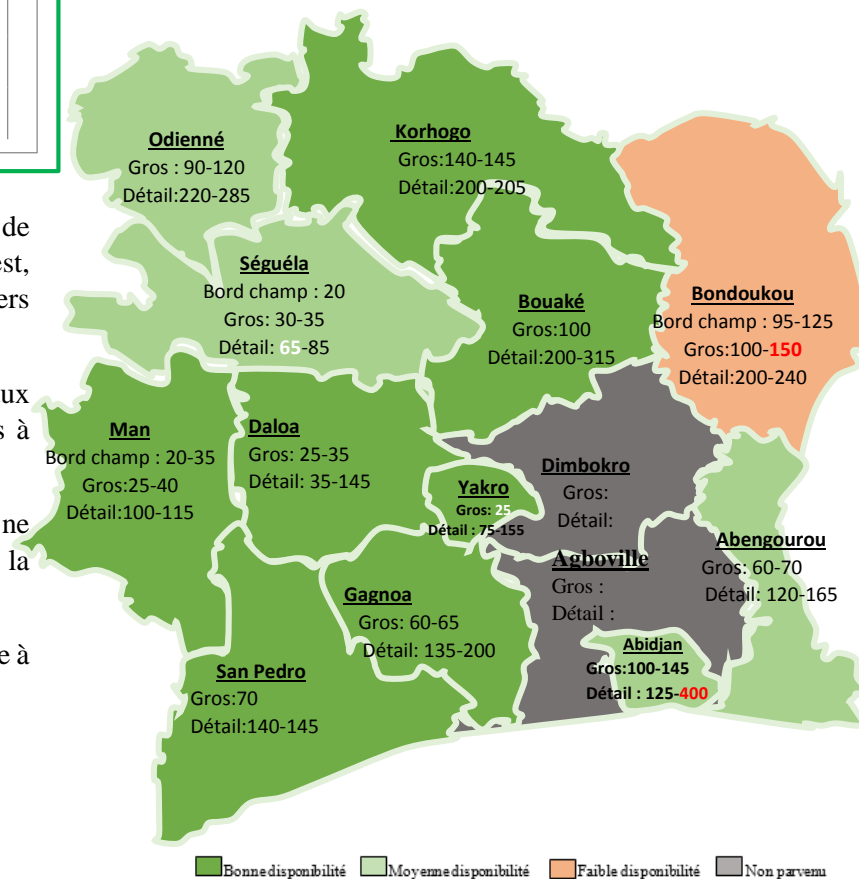 de
est,
ers
aux
s à
ne
la
e à
Odienné
Gros : 90-120
Détail:220-285
Korhogo
Gros:140-145
Détail:200-205
Séguéla
Bord champ : 20
Gros: 30-35
Détail: 65-85
Bouaké
Gros:100
Détail:200-315
Bondoukou
Bord champ : 95-125
Gros:100-150
Détail:200-240
Man
Bord champ : 20-35
Gros:25-40
Détail:100-115
Daloa
Gros: 25-35
Détail: 35-145
Yakro
Gros: 25
Détail : 75-155
Dimbokro
Gros:
Détail:
Agboville
Gros :
Détail :
Abengourou
Gros: 60-70
Détail: 120-165
Gagnoa
Gros: 60-65
Détail: 135-200
Abidjan
Gros:100-145
Détail : 125-400
San Pedro
Gros:70
Détail:140-145
Bonne disponibilité Moyenne disponibilité Faible disponibilité Non parvenu